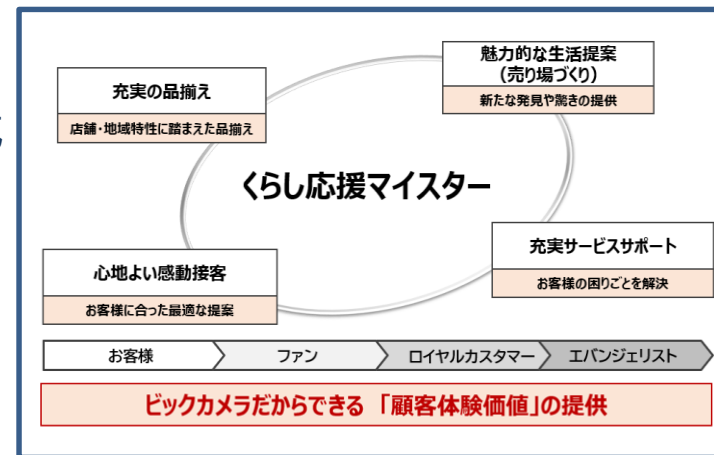 魅力的な生活提案
(売り場づくり)
新たな発見や驚きの提供
充実の品揃え
店舗・地域特性に踏まえた品揃え
くらし応援マイスター
充実サービスサポート
お客様の困りごとを解決
心地よい感動接客
お客様に合った最適な提案
お客様
ファン
ロイヤルカスタマー
エバンジェリスト
ビックカメラだからできる 「顧客体験価値」の提供